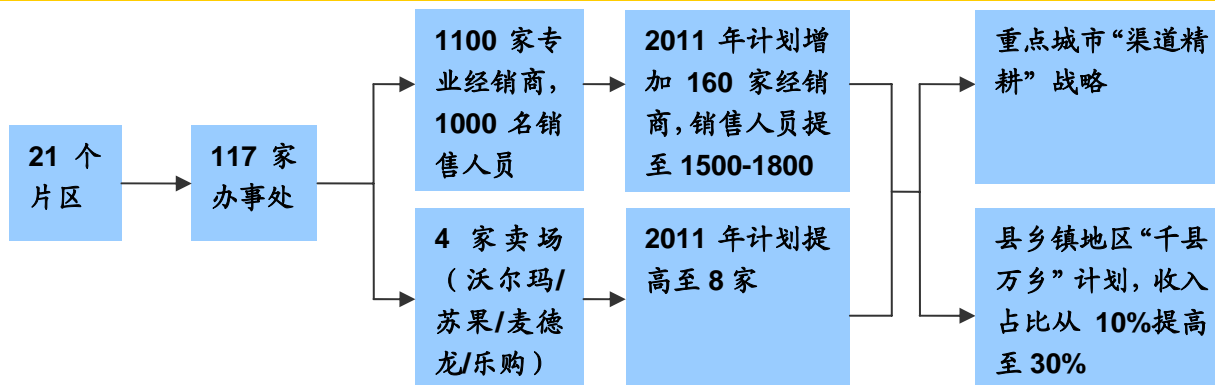 21 个
片区
117 家
办事处
1100 家专
业经销商，
1000 名销
售人员
2011 年计划增
加 160 家经销
商，销售人员提
至 1500-1800
重点城市“渠道精
耕”战略
4 家卖场
（沃尔玛/
苏果/麦德
龙/乐购）
2011 年计划提
高至 8 家
县乡镇地区“千县
万乡”计划，收入
占比从 10%提高
至 30%